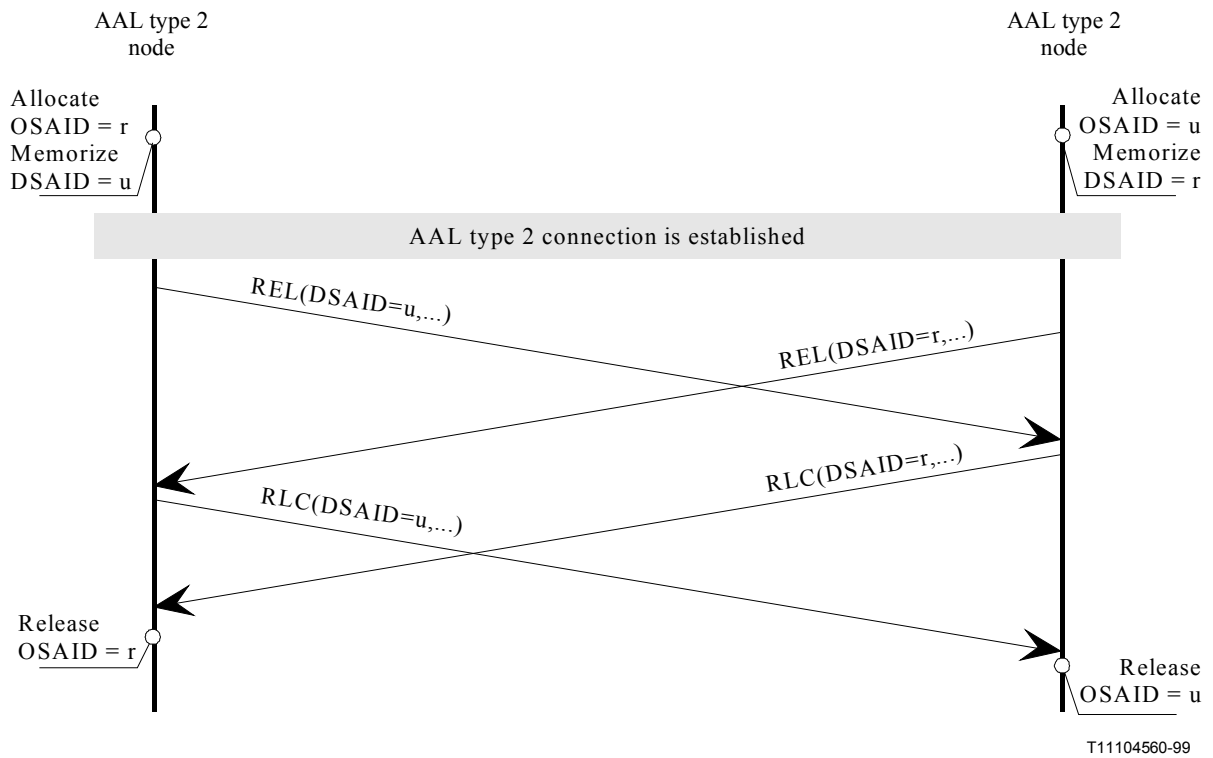 AAL type 2
node
AAL type 2
node
Allocate
OSAID = r
Memorize
DSAID = u
Allocate
OSAID = u
Memorize
DSAID = r
AAL type 2 connection is established
REL(DSAID=u,...)
REL(DSAID=r,...)
RLC(DSAID=r,...)
RLC(DSAID=u,...)
Release
OSAID = r
Release
OSAID = u
T11104560-99